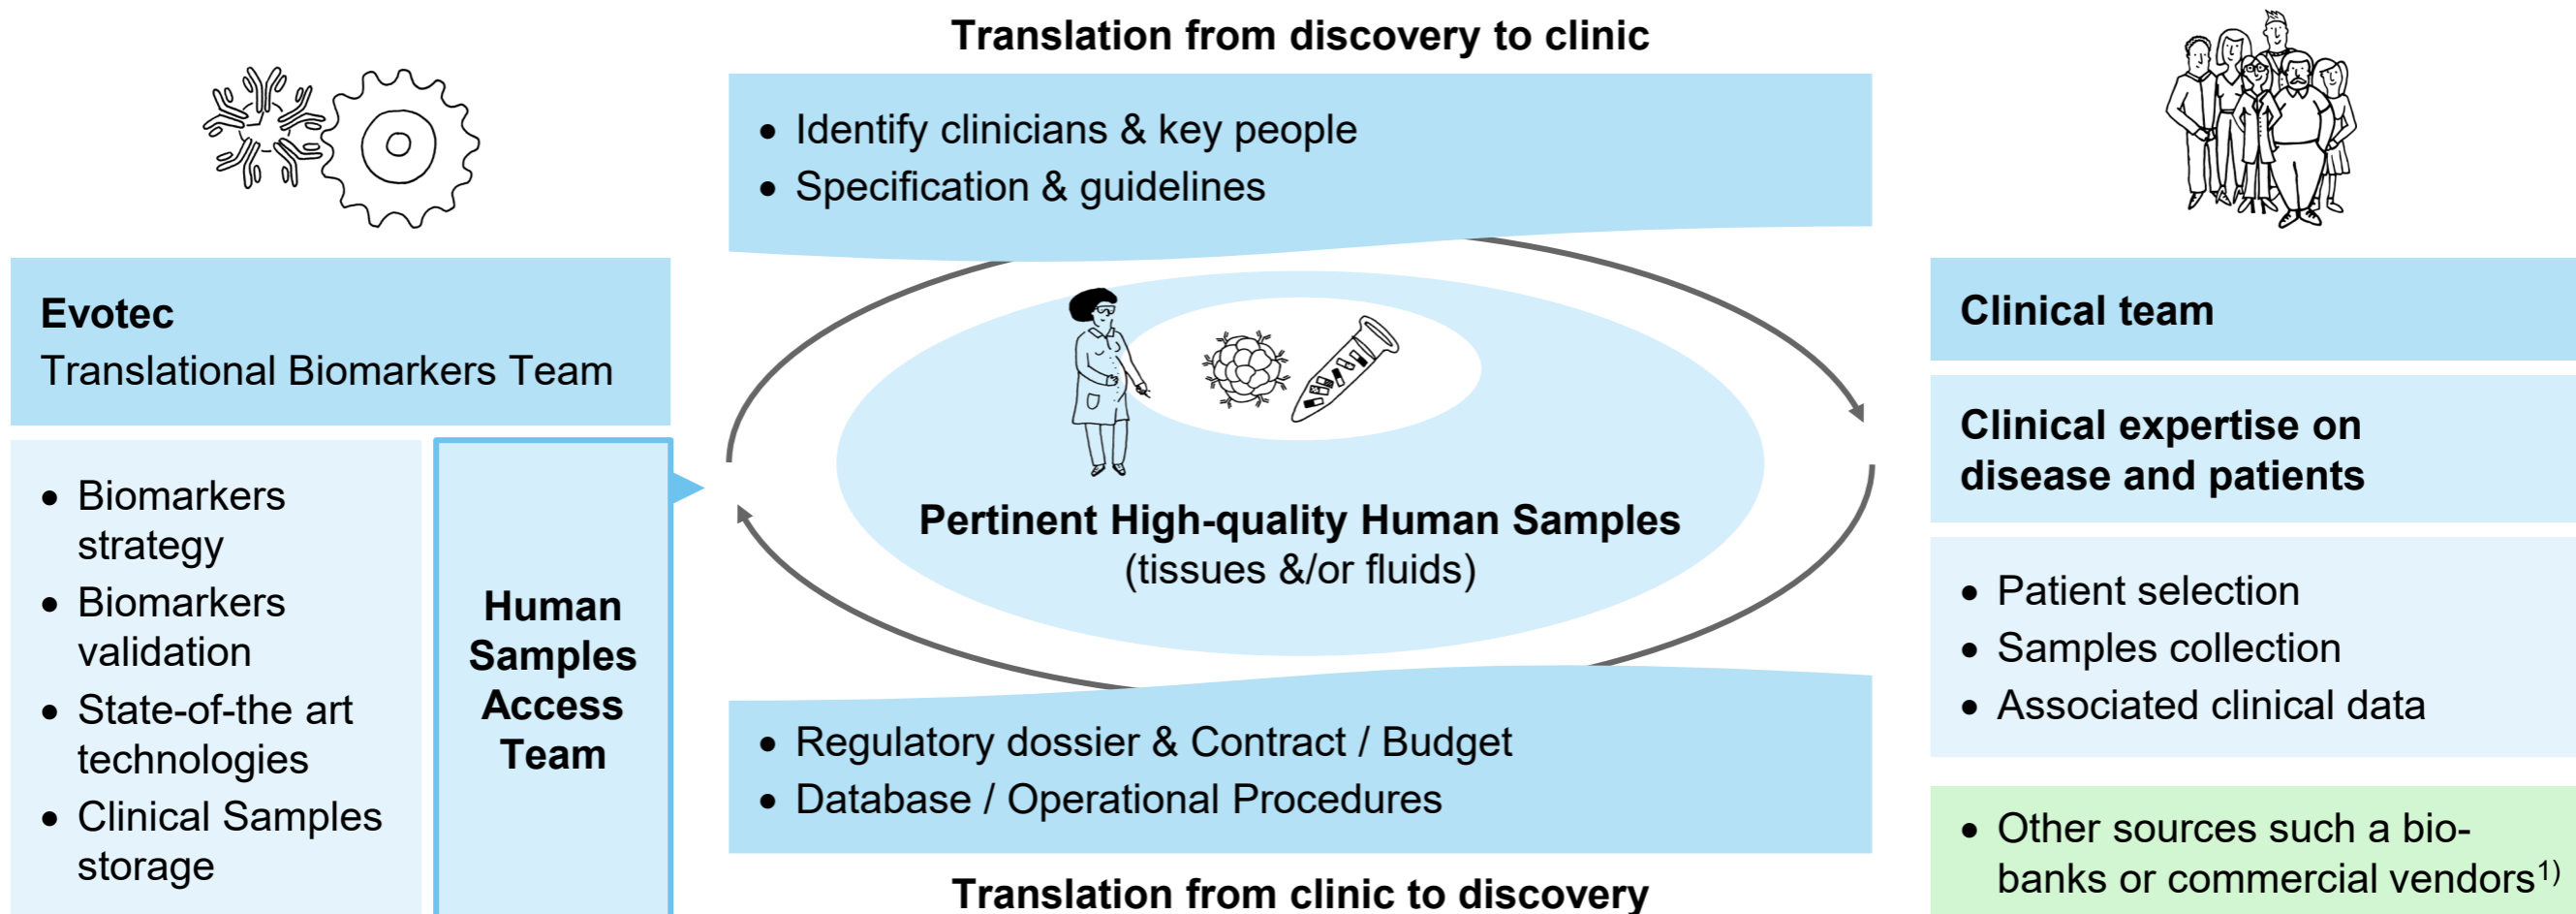 Translation from discovery to clinic
• Identify clinicians & key people
• Specification & guidelines
Evotec
Translational Biomarkers Team
• Biomarkers
strategy
• Biomarkers
validation
• State-of-the art
technologies
• Clinical Samples
storage
Human
Samples
Access
Team
Pertinent High-quality Human Samples
(tissues &/or fluids)
• Regulatory dossier & Contract / Budget
• Database / Operational Procedures
Translation from clinic to discovery
Clinical team
Clinical expertise on
disease and patients
• Patient selection
• Samples collection
• Associated clinical data
• Other sources such a bio-
banks or commercial vendors1)